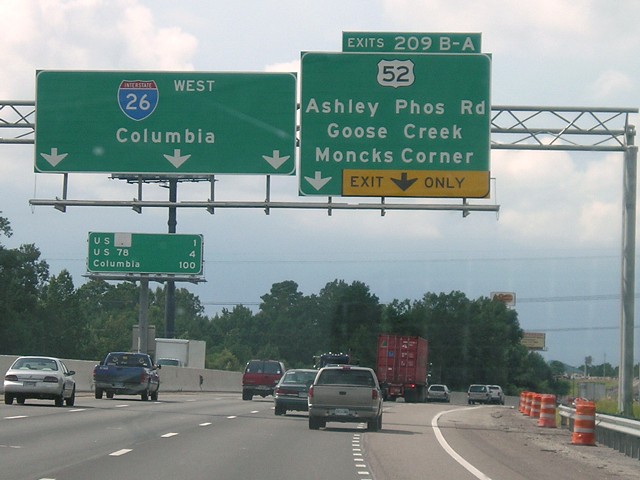 EXITS 209 B-A
INTERSTATE
26
WEST
Columbia
52
Ashley Phos Rd
Goose Creek
Moncks Corner
EXIT ONLY
US 1
US 78 4
Columbia 100